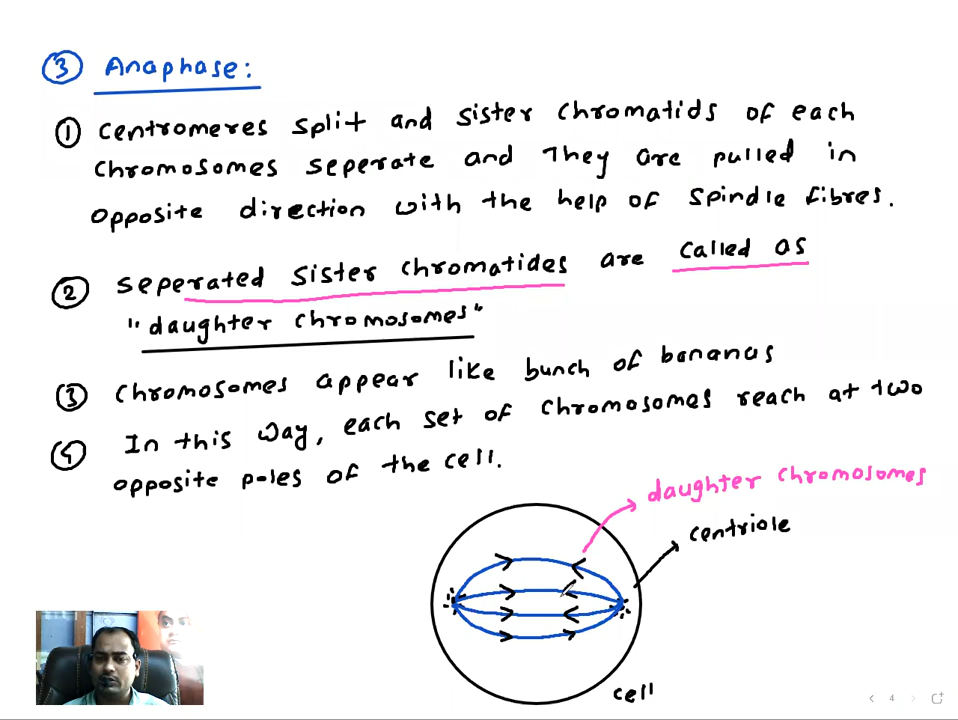 ③ Anaphase:
① centromeres split and sister chromatids of each
chromosomes seperate and They are pulled in
opposite direction with the help of spindle fibres.
② seperated sister chromatides are called as
"daughter chromosomes"
③ chromosomes appear like bunch of bananas
④ In this way, each set of chromosomes reach at two
opposite poles of the cell.
daughter chromosomes
centriole
cell
4